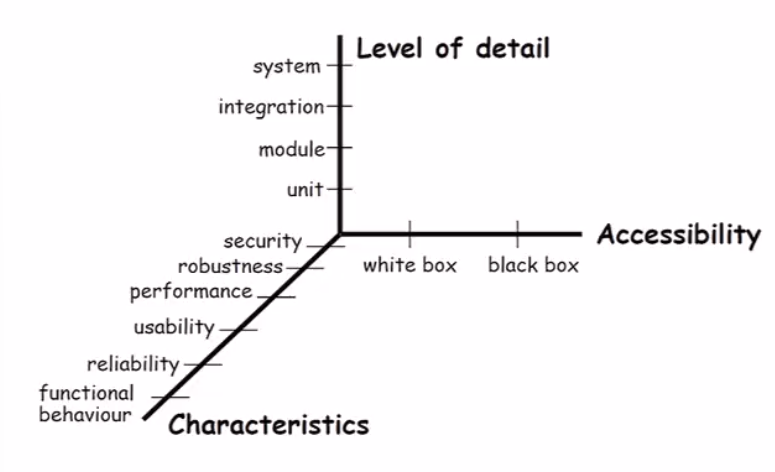 Level of detail
system
integration
module
unit
security
Accessibility
robustness
white box
black box
performance
usability
reliability
functional
behaviour
Characteristics